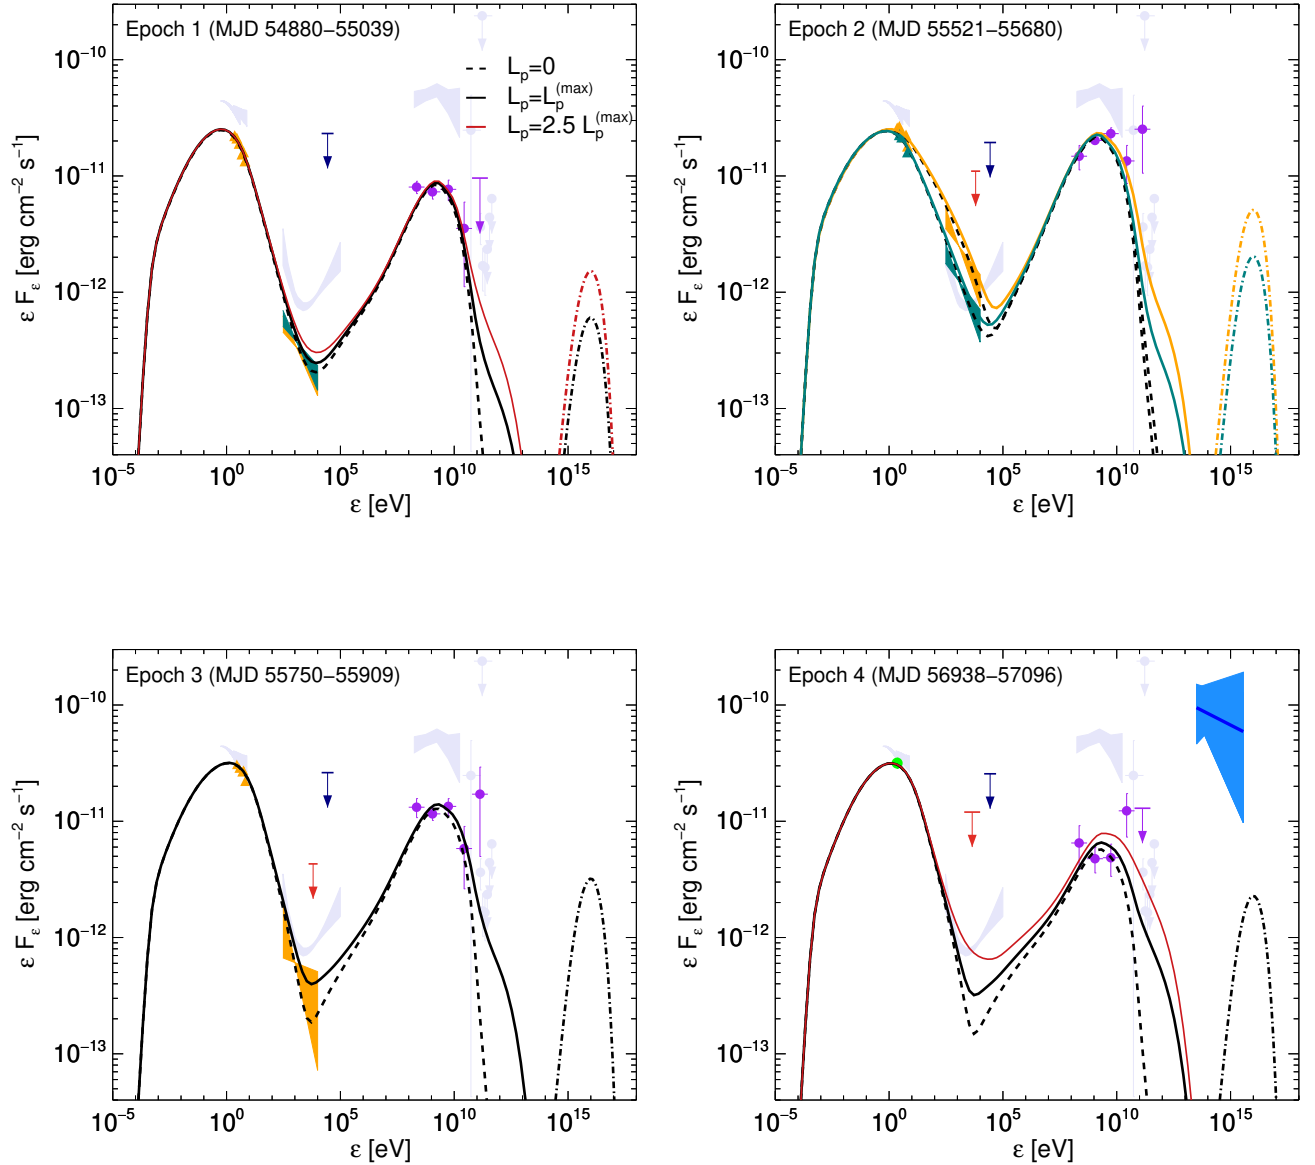 Epoch 1 (MJD 54880−55039)
L_p=0
L_p=L_p^(max)
L_p=2.5 L_p^(max)
ε F_ε [erg cm^−2 s^−1]
10^−10
10^−11
10^−12
10^−13
10^−5 10^0 10^5 10^10 10^15
ε [eV]
Epoch 2 (MJD 55521−55680)
ε F_ε [erg cm^−2 s^−1]
10^−10
10^−11
10^−12
10^−13
10^−5 10^0 10^5 10^10 10^15
ε [eV]
Epoch 3 (MJD 55750−55909)
ε F_ε [erg cm^−2 s^−1]
10^−10
10^−11
10^−12
10^−13
10^−5 10^0 10^5 10^10 10^15
ε [eV]
Epoch 4 (MJD 56938−57096)
ε F_ε [erg cm^−2 s^−1]
10^−10
10^−11
10^−12
10^−13
10^−5 10^0 10^5 10^10 10^15
ε [eV]